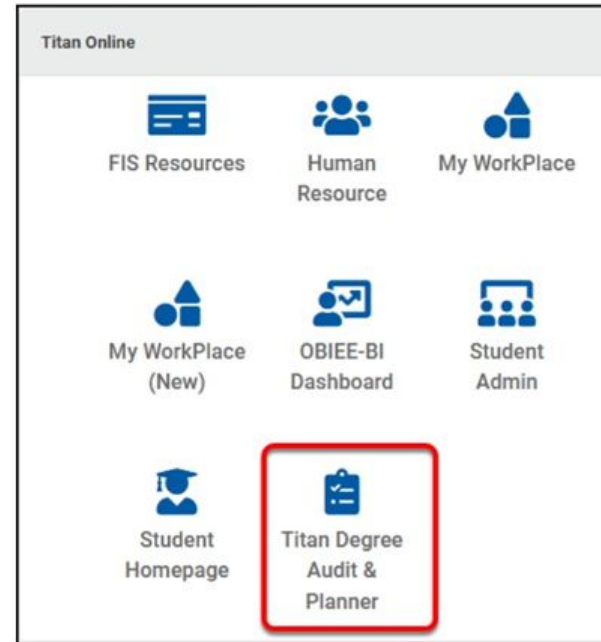 Titan Online
FIS Resources
Human
Resource
My WorkPlace
My WorkPlace
(New)
OBIEE-BI
Dashboard
Student
Admin
Student
Homepage
Titan Degree
Audit &
Planner